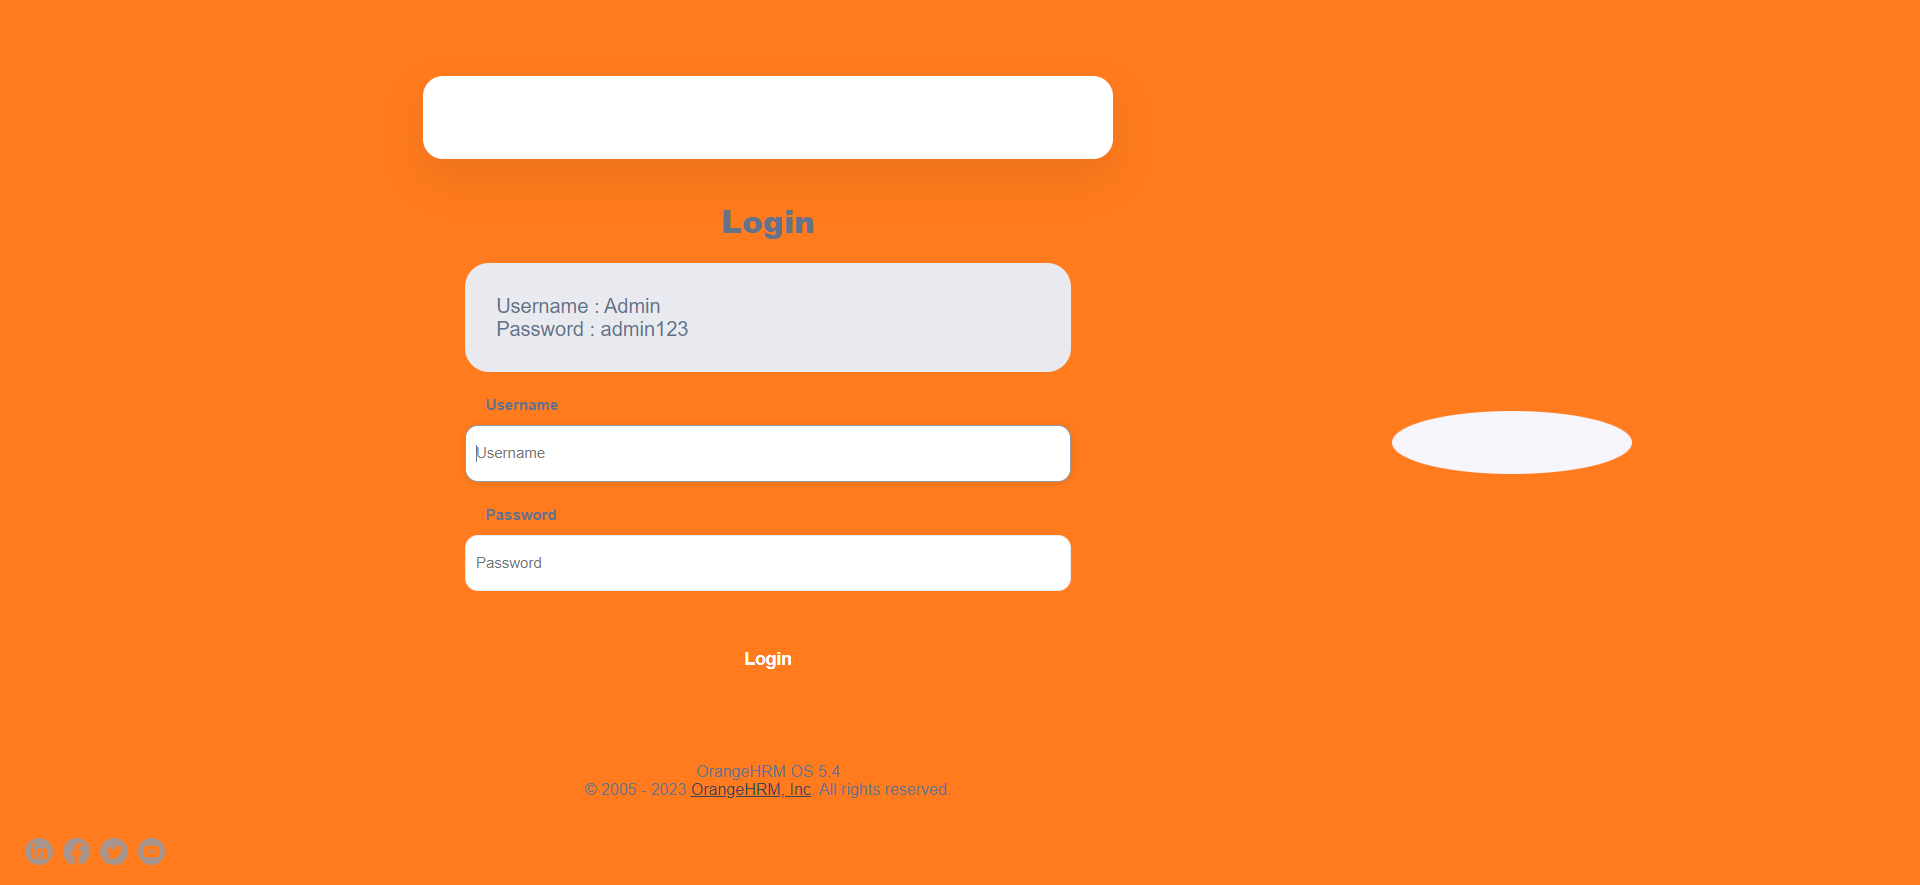 Login
Username : Admin
Password : admin123
Username
Username
Password
Password
Login
OrangeHRM OS 5.4
© 2005 - 2023 OrangeHRM, Inc. All rights reserved.